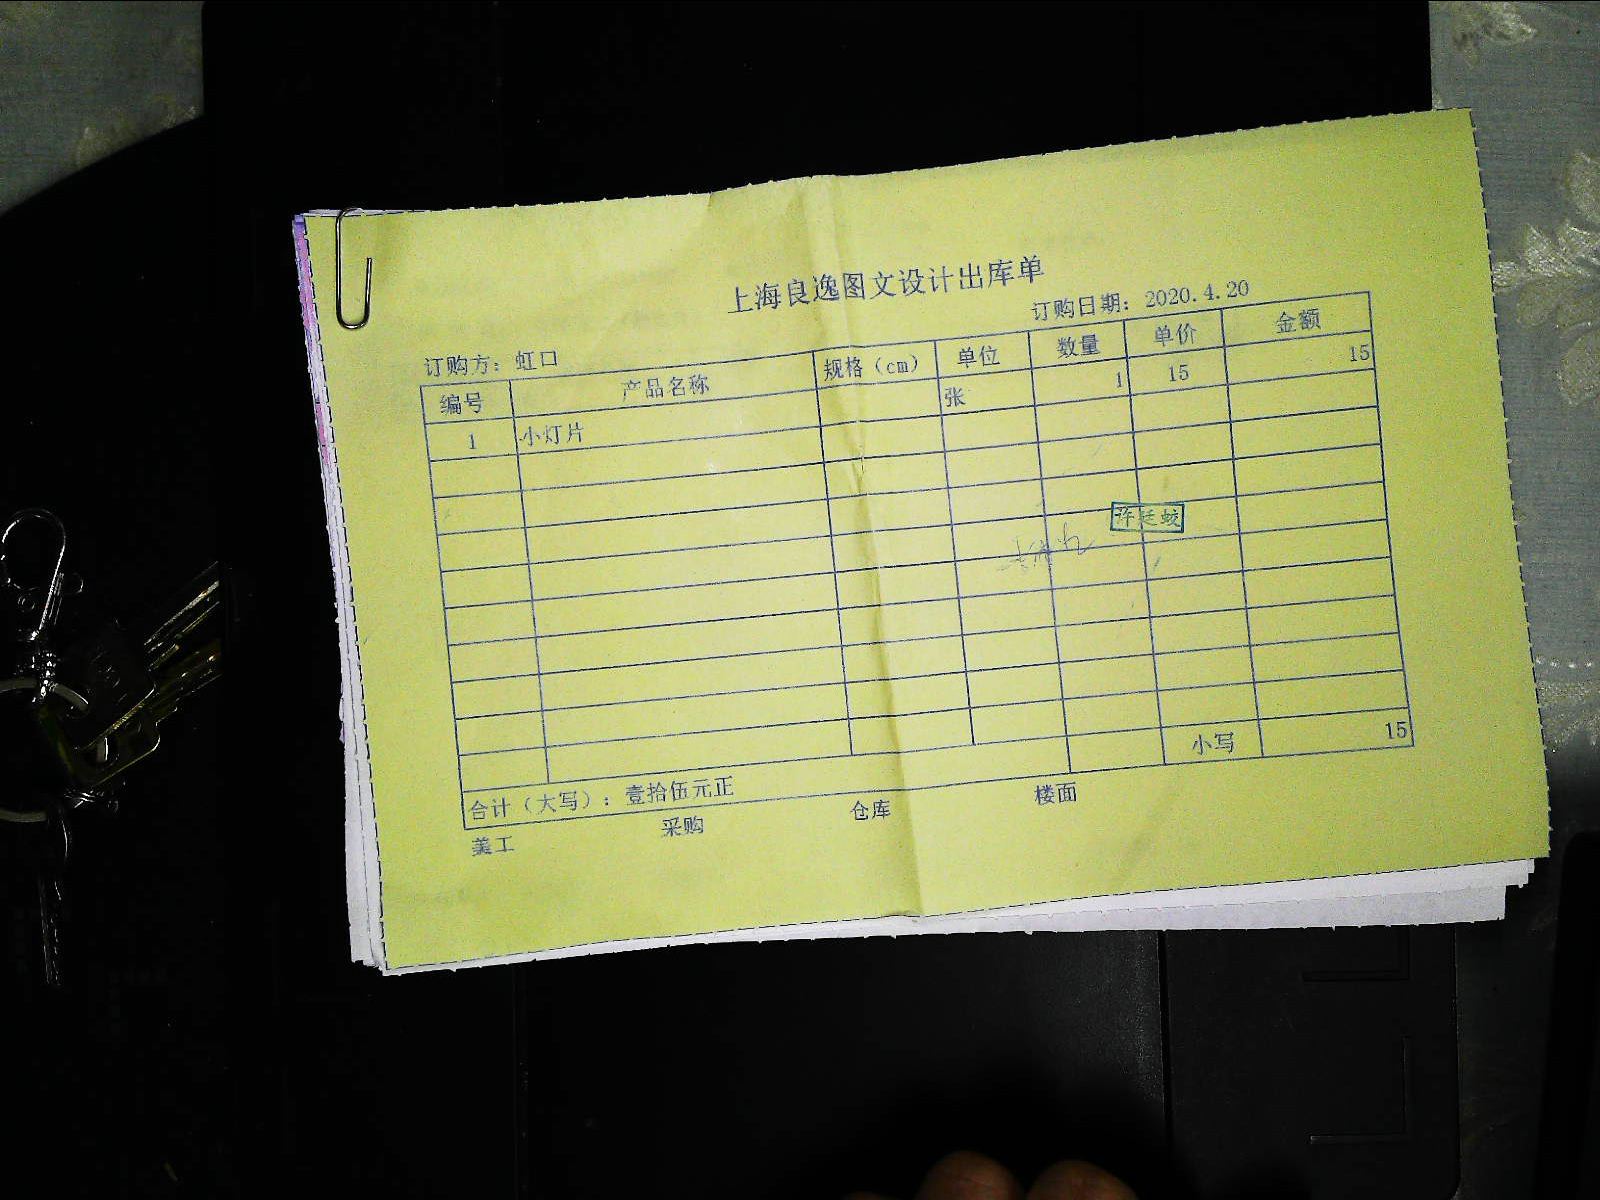 上海良逸图文设计出库单
订购方：虹口 订购日期：2020.4.20
编号 产品名称 规格（cm） 单位 数量 单价 金额
1 小灯片 张 1 15 15
许廷蛟
小写 15
合计（大写）：壹拾伍元正
美工 采购 仓库 楼面